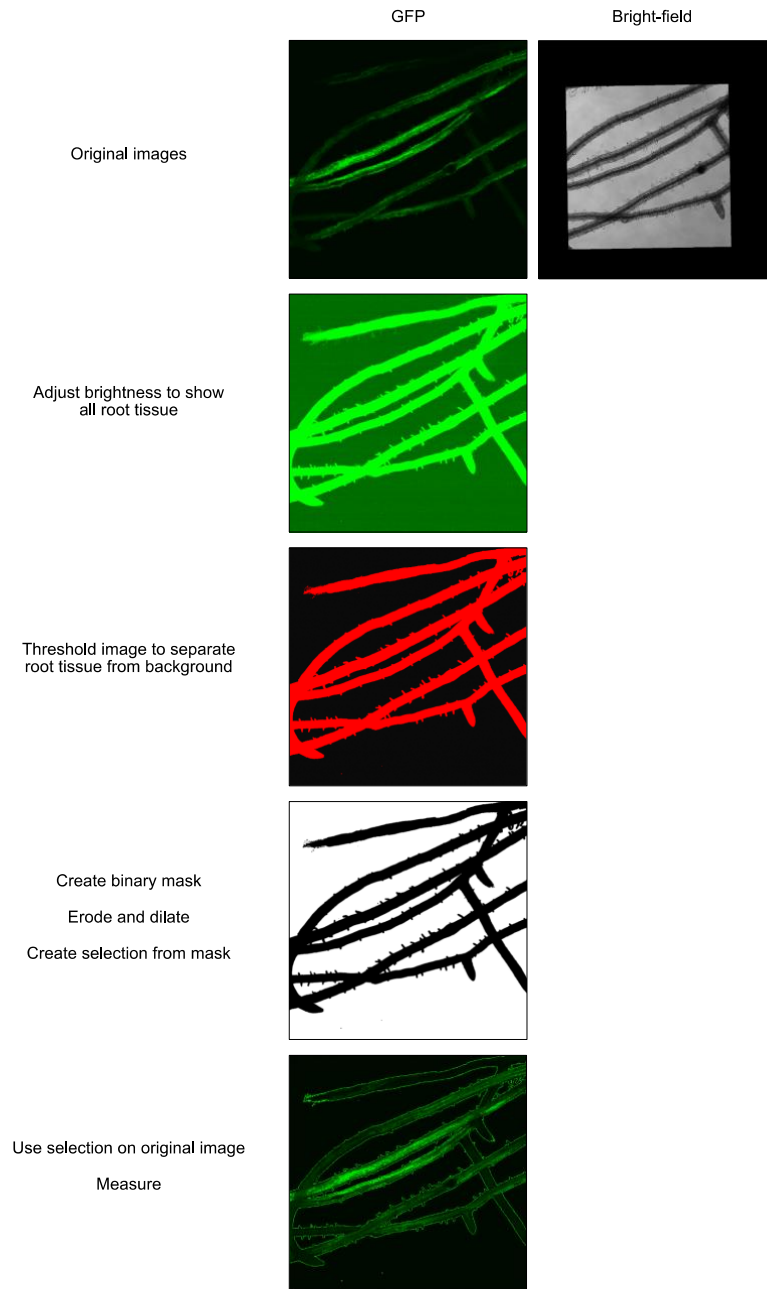 GFP
Bright-field
Original images
Adjust brightness to show
all root tissue
Threshold image to separate
root tissue from background
Create binary mask
Erode and dilate
Create selection from mask
Use selection on original image
Measure